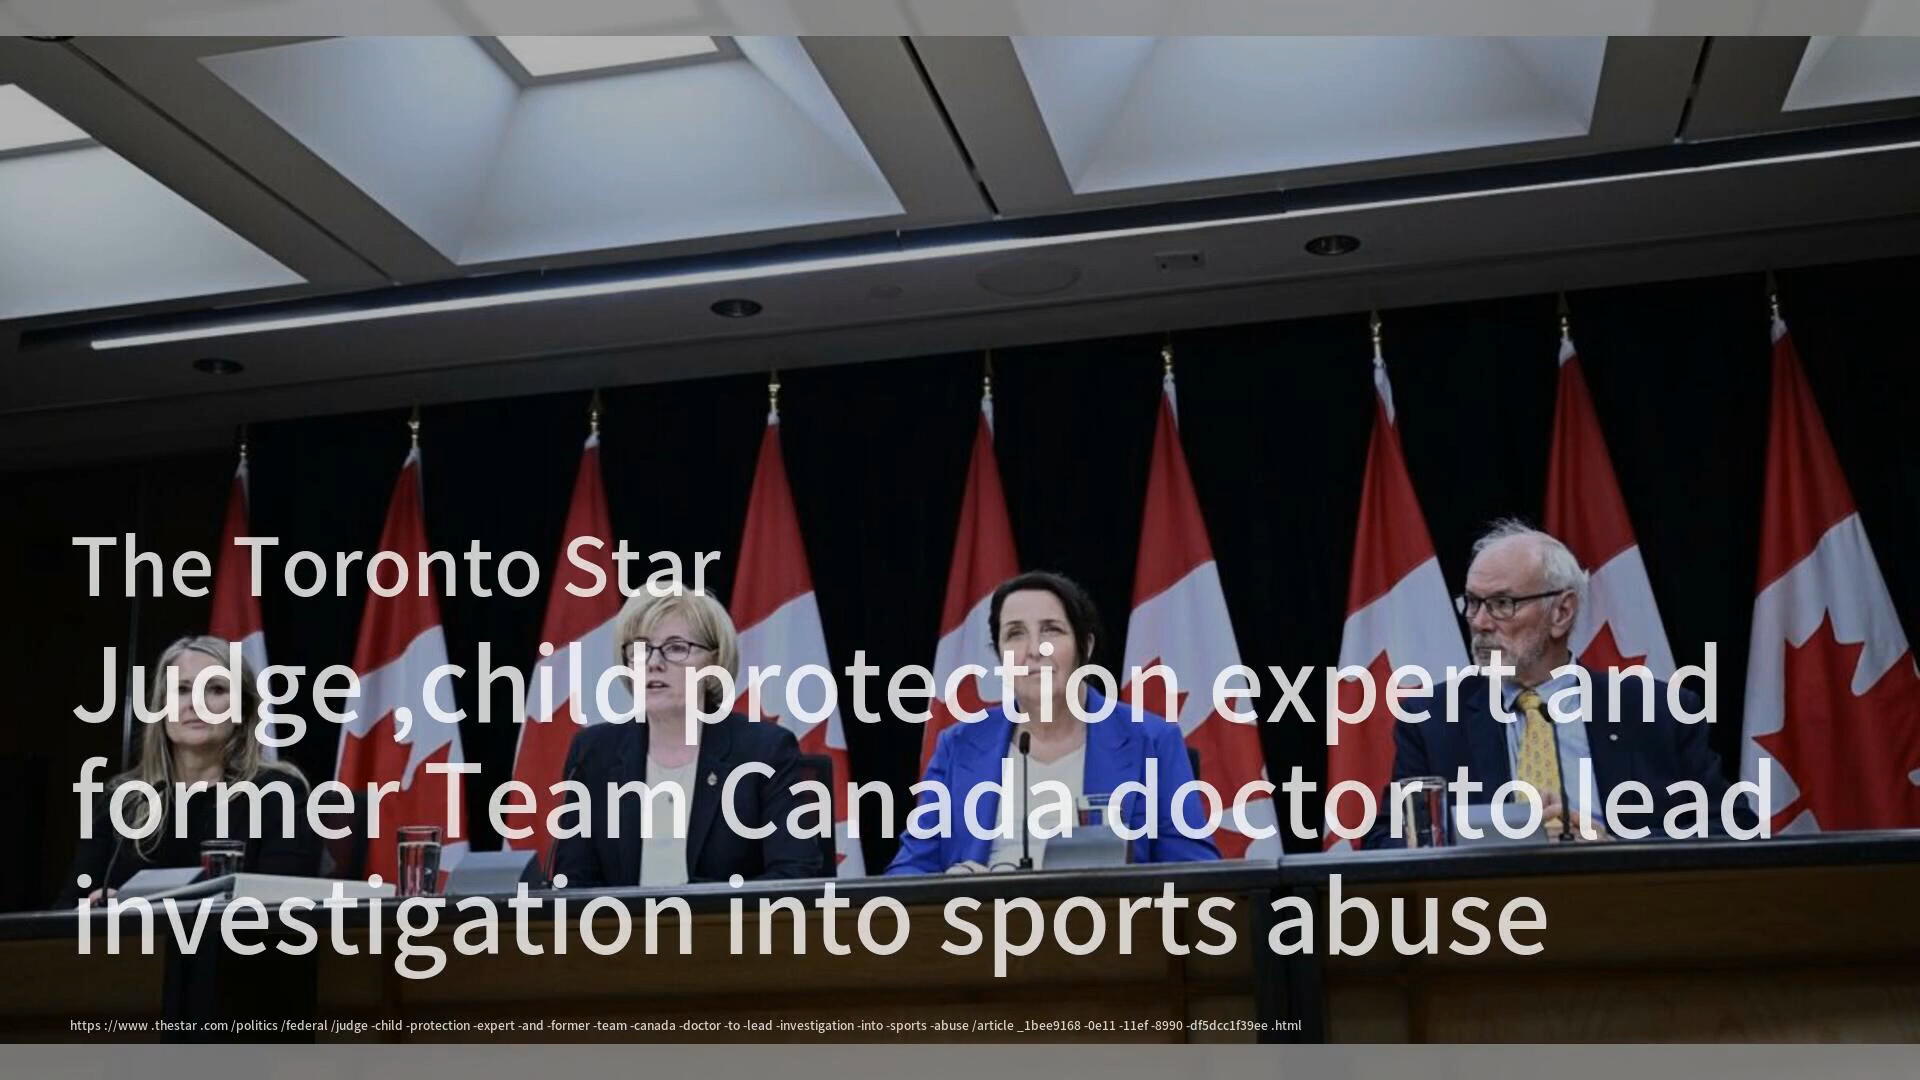 The Toronto Star
Judge ,child protection expert and
former Team Canada doctor to lead
investigation into sports abuse
https ://www .thestar .com /politics /federal /judge -child -protection -expert -and -former -team -canada -doctor -to -lead -investigation -into -sports -abuse /article _1bee9168 -0e11 -11ef -8990 -df5dcc1f39ee .html